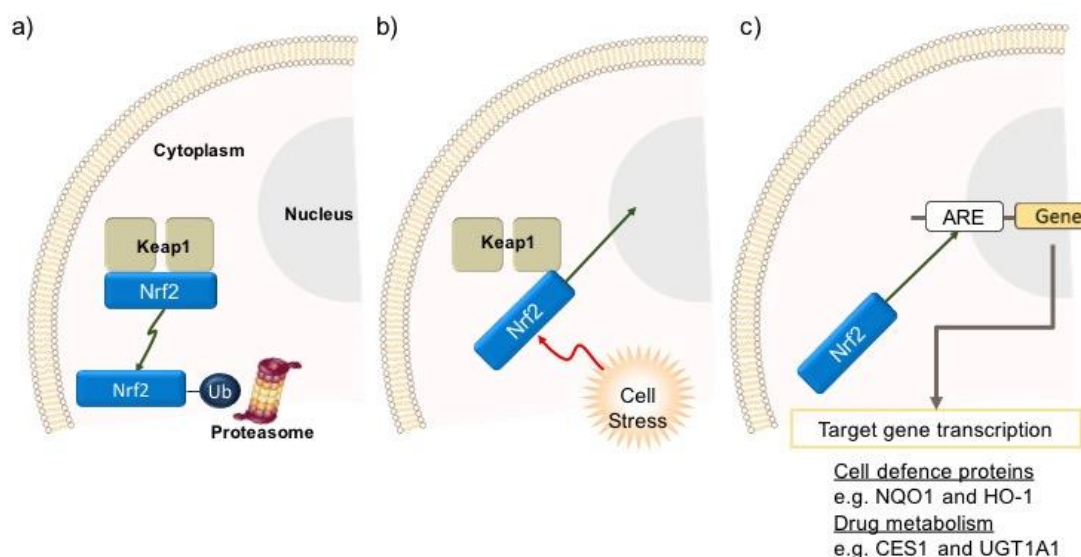 a)
Cytoplasm
Nucleus
Keap1
Nrf2
Nrf2
Ub
Proteasome
b)
Keap1
Nrf2
Cell
Stress
c)
ARE
Gene
Nrf2
Target gene transcription
Cell defence proteins
e.g. NQO1 and HO-1
Drug metabolism
e.g. CES1 and UGT1A1